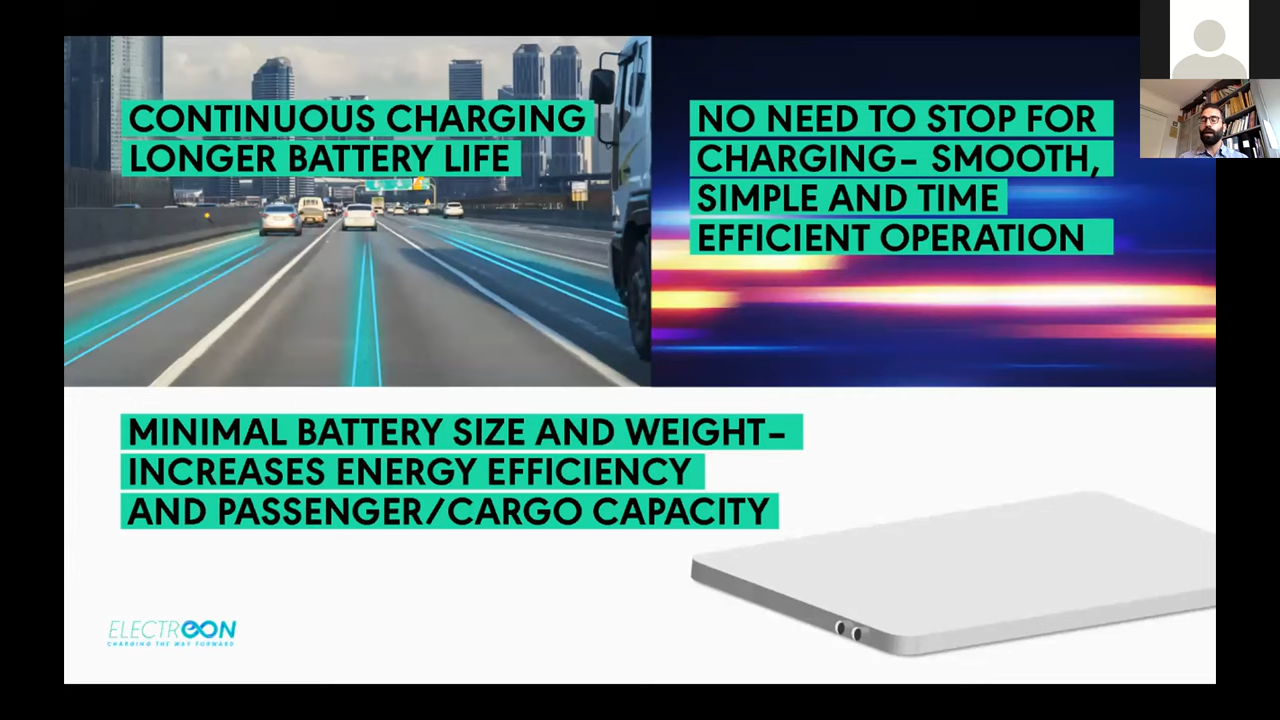 CONTINUOUS CHARGING
LONGER BATTERY LIFE
NO NEED TO STOP FOR
CHARGING– SMOOTH,
SIMPLE AND TIME
EFFICIENT OPERATION
MINIMAL BATTERY SIZE AND WEIGHT–
INCREASES ENERGY EFFICIENCY
AND PASSENGER/CARGO CAPACITY
ELECTREON
CHARGING THE WAY FORWARD